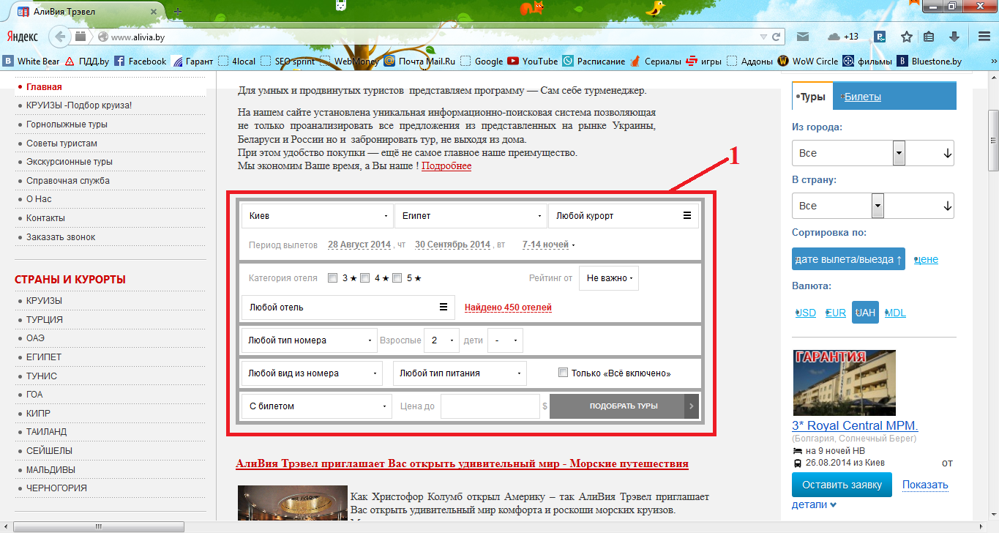 АлиВия Трэвел
Яндекс
www.alivia.by
+13
White Bear ПДД.by Facebook Гарант 4local SEO sprint WebMoney Почта Mail.Ru Google YouTube Расписание Сериалы игры Аддоны WoW Circle фильмы Bluestone.by
Главная
КРУИЗЫ -Подбор круиза!
Горнолыжные туры
Советы туристам
Экскурсионные туры
Справочная служба
О Нас
Контакты
Заказать звонок
СТРАНЫ И КУРОРТЫ
КРУИЗЫ
ТУРЦИЯ
ОАЭ
ЕГИПЕТ
ТУНИС
ГОА
КИПР
ТАИЛАНД
СЕЙШЕЛЫ
МАЛЬДИВЫ
ЧЕРНОГОРИЯ
Для умных и продвинутых туристов представляем программу — Сам себе турменеджер.
На нашем сайте установлена уникальная информационно-поисковая система позволяющая
не только проанализировать все предложения из представленных на рынке Украины,
Беларуси и России но и забронировать тур, не выходя из дома.
При этом удобство покупки — ещё не самое главное наше преимущество.
Мы экономим Ваше время, а Вы наше ! Подробнее
1
Киев Египет Любой курорт
Период вылетов 28 Август 2014 , чт 30 Сентябрь 2014 , вт 7-14 ночей
Категория отеля 3 ★ 4 ★ 5 ★ Рейтинг от Не важно
Любой отель Найдено 450 отелей
Любой тип номера Взрослые 2 дети -
Любой вид из номера Любой тип питания Только «Всё включено»
С билетом Цена до $ ПОДОБРАТЬ ТУРЫ
АлиВия Трэвел приглашает Вас открыть удивительный мир - Морские путешествия
Как Христофор Колумб открыл Америку – так АлиВия Трэвел приглашает
Вас открыть удивительный мир комфорта и роскоши морских круизов.
Туры Билеты
Из города:
Все
В страну:
Все
Сортировка по:
дате вылета/выезда ↑ цене
Валюта:
USD EUR UAH MDL
ГАРАНТИЯ
3* Royal Central МРМ.
(Болгария, Солнечный Берег)
на 9 ночей HB
26.08.2014 из Киев от
Оставить заявку Показать
детали